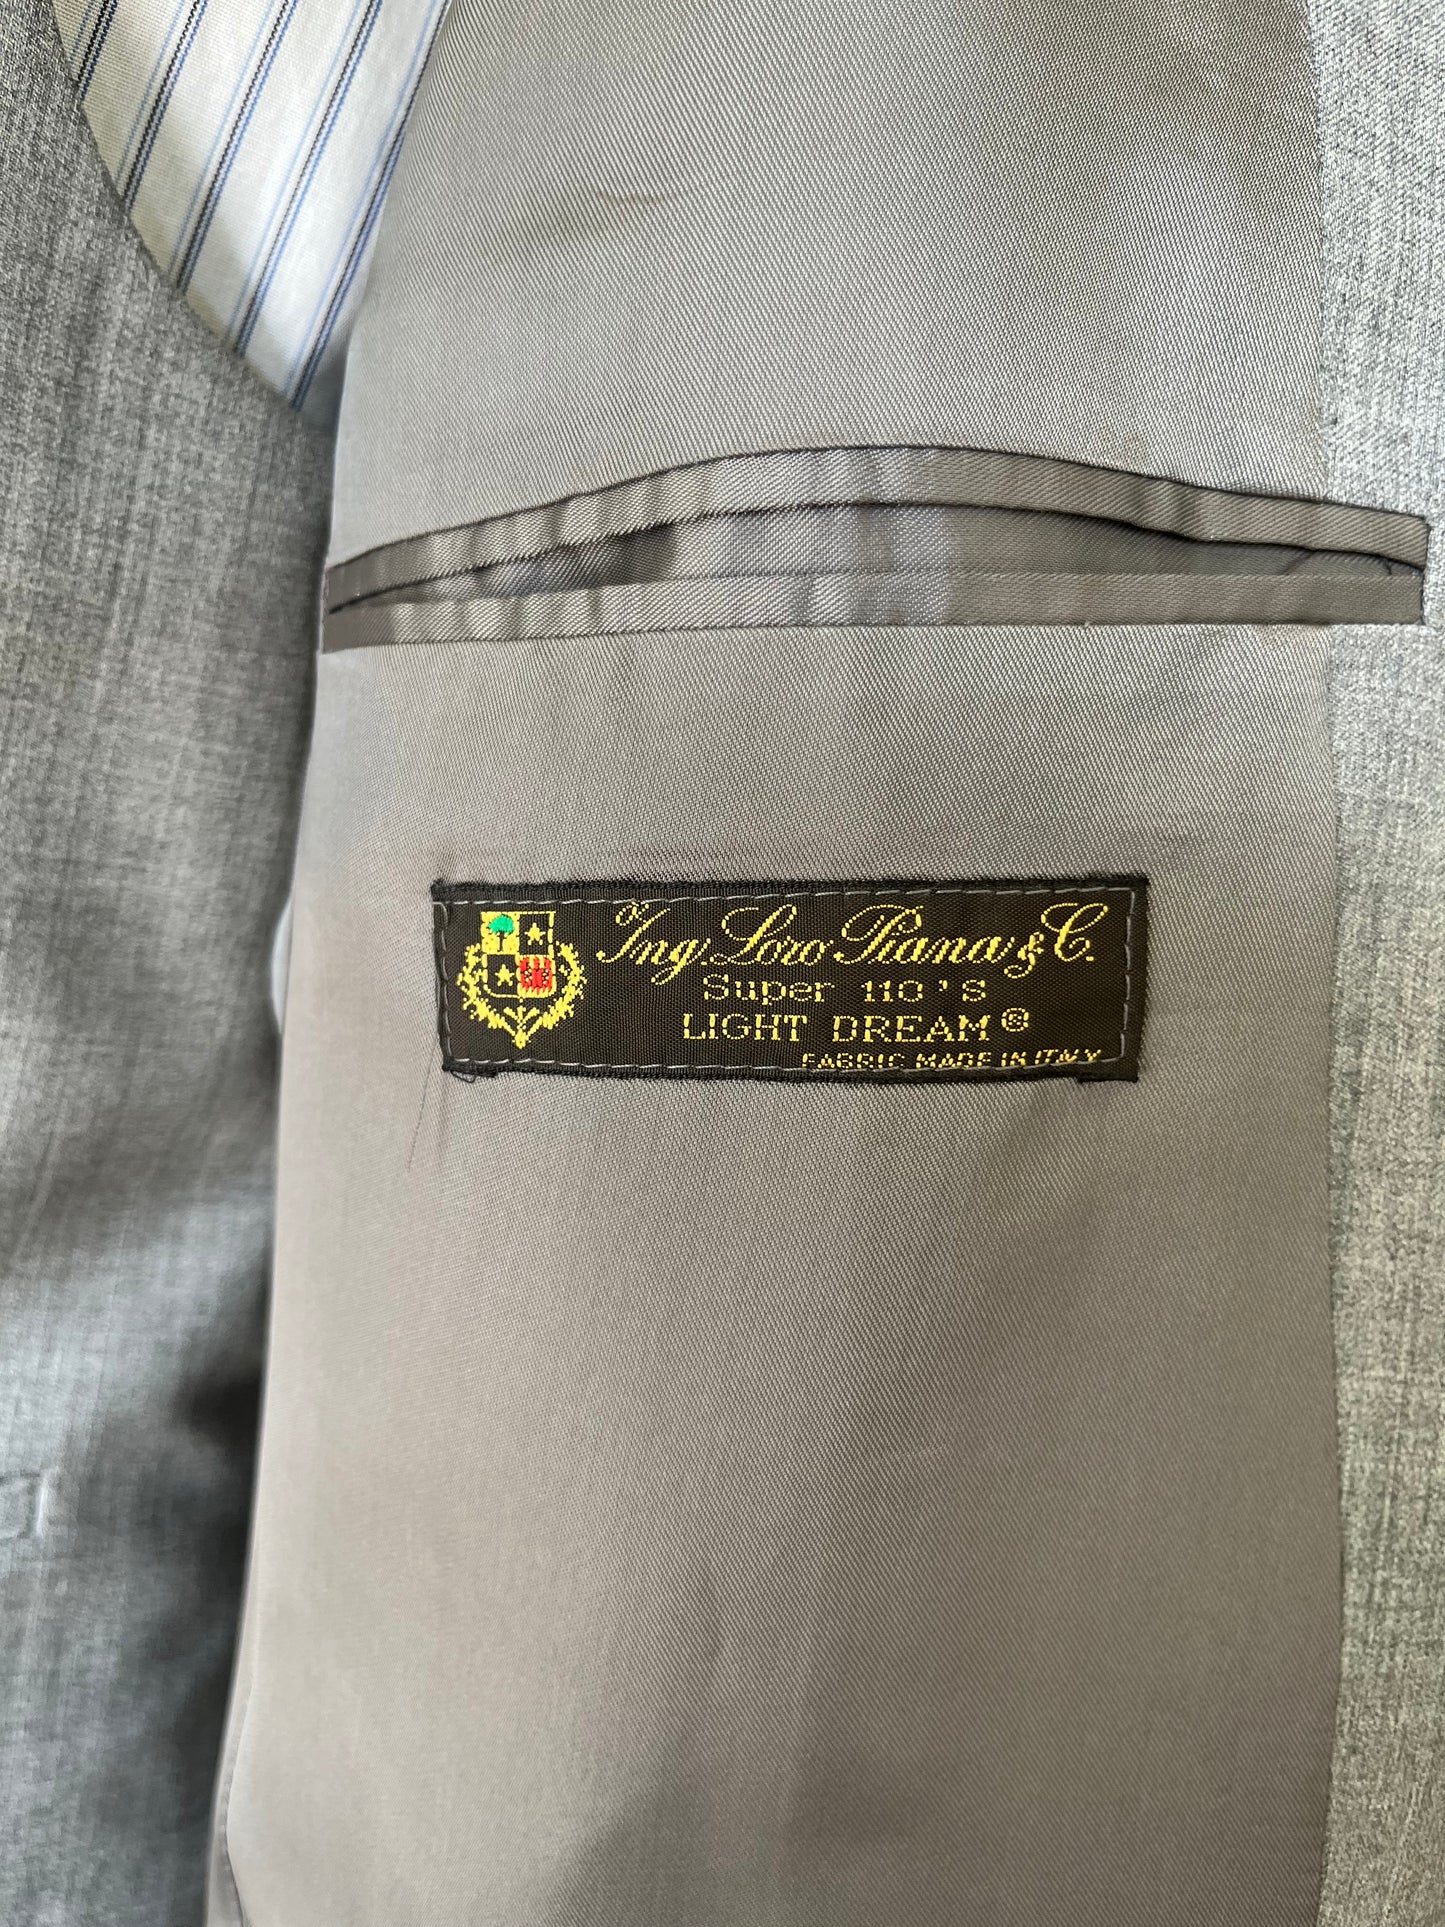 Ing Loro Piana & C.
Super 110's
LIGHT DREAM®
FABRIC MADE IN ITALY